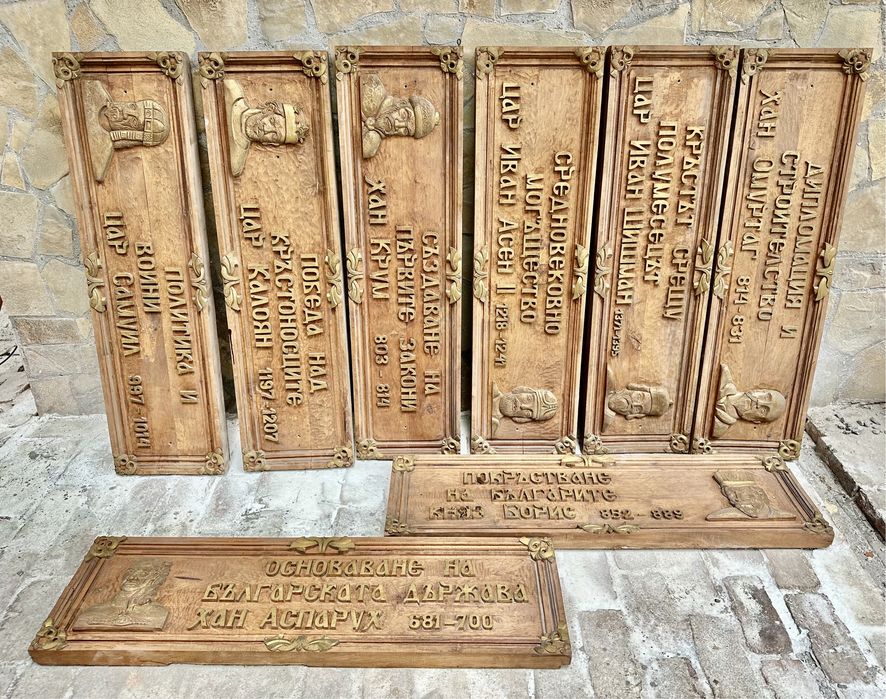 ПОЛИТИКА И
ВОЙНИ
ЦАР САМУИЛ 997-1014
ПОБЕДА НАД
КРЪСТОНОСЦИТЕ
ЦАР КАЛОЯН 1197-1207
СЪЗДАВАНЕ НА
ПЪРВИТЕ ЗАКОНИ
ХАН КРУМ 803-814
СРЕДНОВЕКОВНО
МОГЪЩЕСТВО
ЦАР ИВАН АСЕН II 1218-1241
КРЪСТЪТ СРЕЩУ
ПОЛУМЕСЕЦЪТ
ЦАР ИВАН ШИШМАН 1371-1395
ДИПЛОМАЦИЯ И
СТРОИТЕЛСТВО
ХАН ОМУРТАГ 814-831
ПОКРЪСТВАНЕ
НА БЪЛГАРИТЕ
КНЯЗ БОРИС 852-889
ОСНОВАВАНЕ НА
БЪЛГАРСКАТА ДЪРЖАВА
ХАН АСПАРУХ 681-700